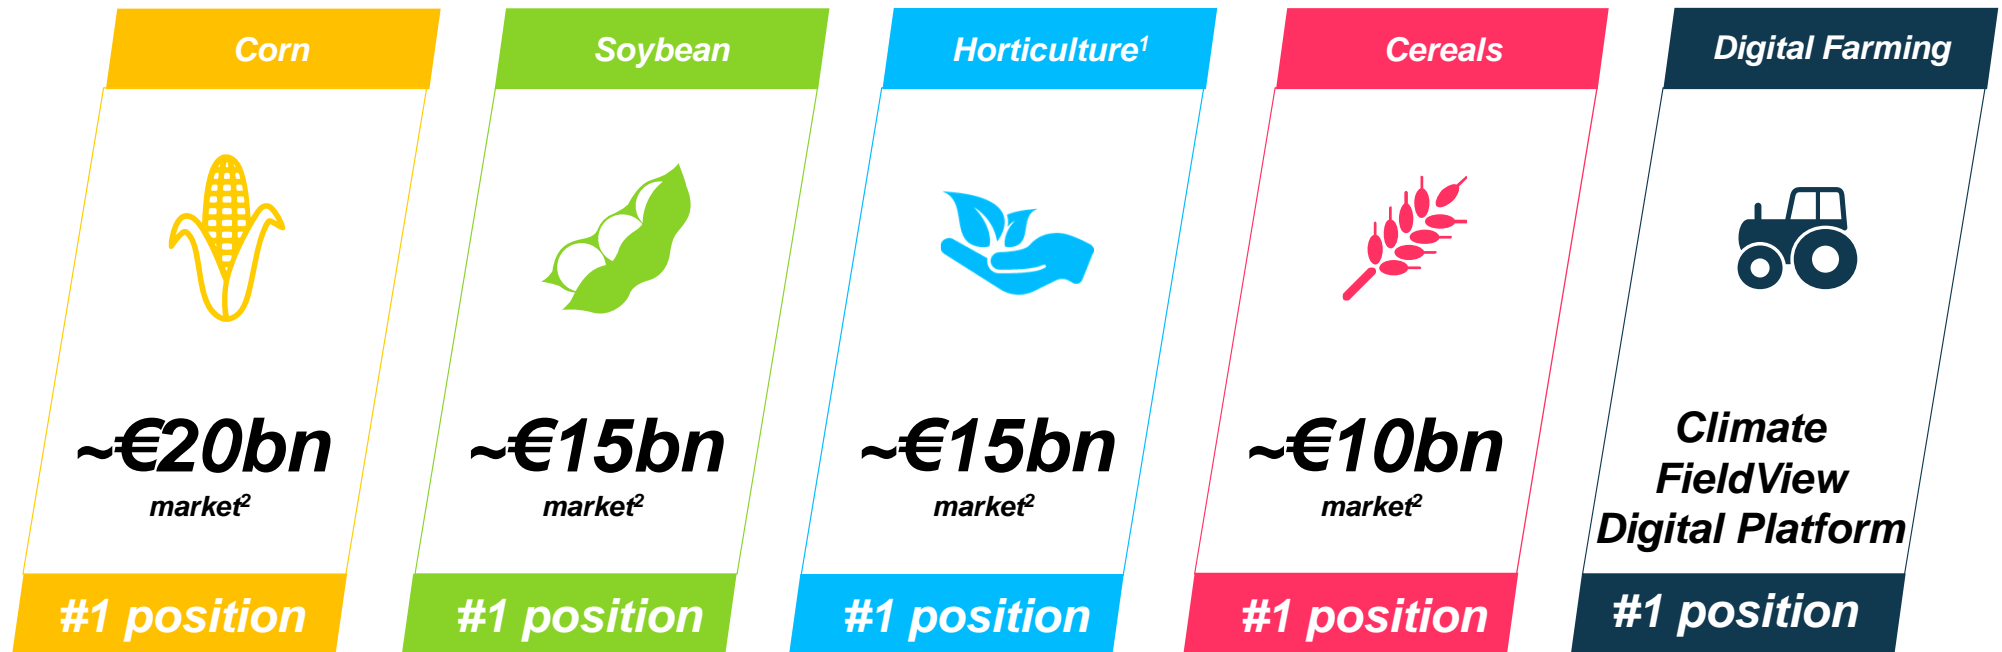 Corn
~€20bn
market²
#1 position
Soybean
~€15bn
market²
#1 position
Horticulture¹
~€15bn
market²
#1 position
Cereals
~€10bn
market²
#1 position
Digital Farming
Climate
FieldView
Digital Platform
#1 position